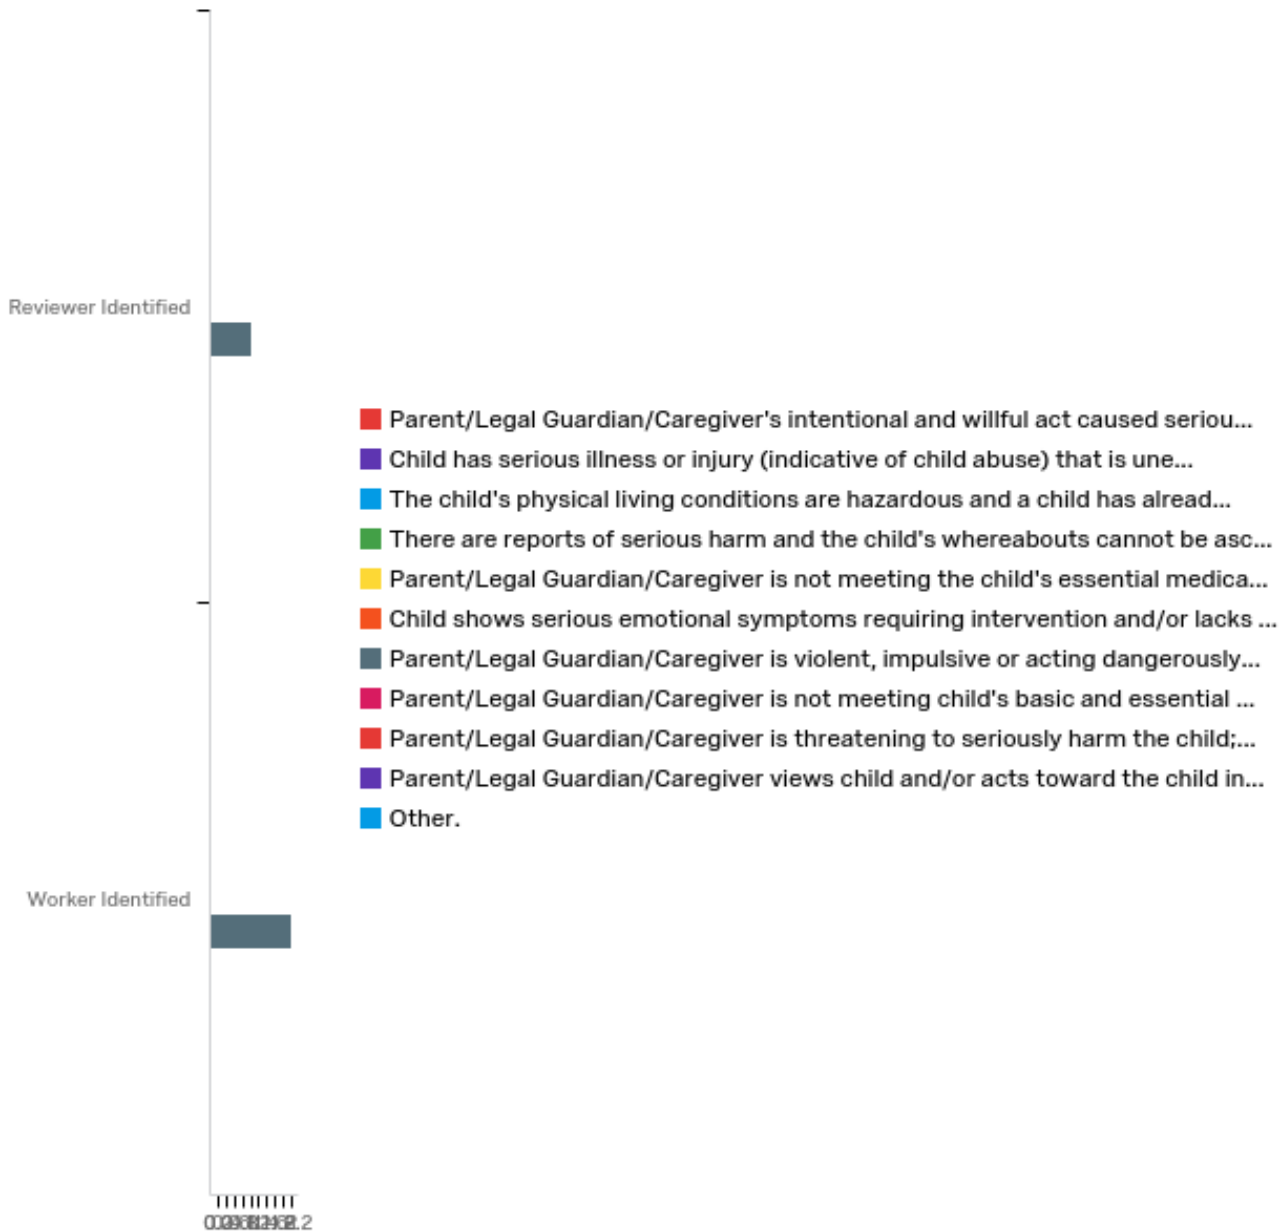 Reviewer Identified
Parent/Legal Guardian/Caregiver's intentional and willful act caused seriou...
Child has serious illness or injury (indicative of child abuse) that is une...
The child's physical living conditions are hazardous and a child has alread...
There are reports of serious harm and the child's whereabouts cannot be asc...
Parent/Legal Guardian/Caregiver is not meeting the child's essential medica...
Child shows serious emotional symptoms requiring intervention and/or lacks ...
Parent/Legal Guardian/Caregiver is violent, impulsive or acting dangerously...
Parent/Legal Guardian/Caregiver is not meeting child's basic and essential ...
Parent/Legal Guardian/Caregiver is threatening to seriously harm the child;...
Parent/Legal Guardian/Caregiver views child and/or acts toward the child in...
Other.
Worker Identified